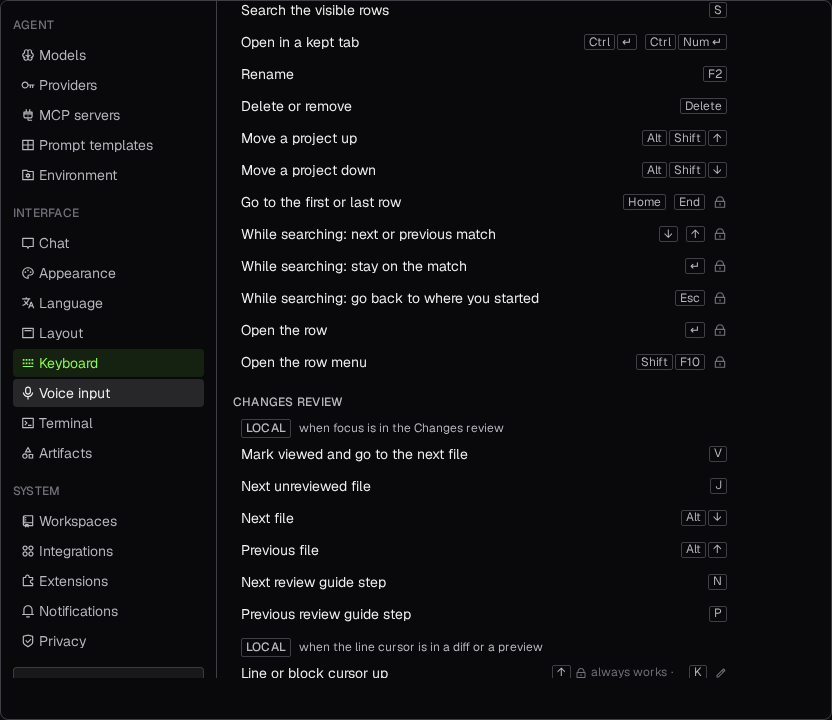 AGENT
Models
Providers
MCP servers
Prompt templates
Environment
INTERFACE
Chat
Appearance
Language
Layout
Keyboard
Voice input
Terminal
Artifacts
SYSTEM
Workspaces
Integrations
Extensions
Notifications
Privacy
Search the visible rows S
Open in a kept tab Ctrl ↵ Ctrl Num ↵
Rename F2
Delete or remove Delete
Move a project up Alt Shift ↑
Move a project down Alt Shift ↓
Go to the first or last row Home End
While searching: next or previous match ↓ ↑
While searching: stay on the match ↵
While searching: go back to where you started Esc
Open the row ↵
Open the row menu Shift F10
CHANGES REVIEW
LOCAL when focus is in the Changes review
Mark viewed and go to the next file V
Next unreviewed file J
Next file Alt ↓
Previous file Alt ↑
Next review guide step N
Previous review guide step P
LOCAL when the line cursor is in a diff or a preview
Line or block cursor up ↑ always works · K